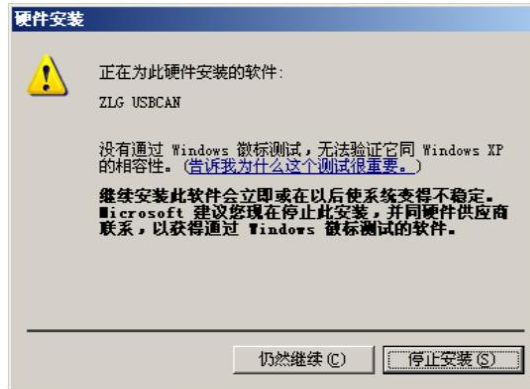 硬件安装
正在为此硬件安装的软件:
ZLG USBCAN
没有通过 Windows 徽标测试，无法验证它同 Windows XP
的相容性。(告诉我为什么这个测试很重要。)
继续安装此软件会立即或在以后使系统变得不稳定。
Microsoft 建议您现在停止此安装，并同硬件供应商
联系，以获得通过 Windows 徽标测试的软件。
仍然继续(C)
停止安装(S)